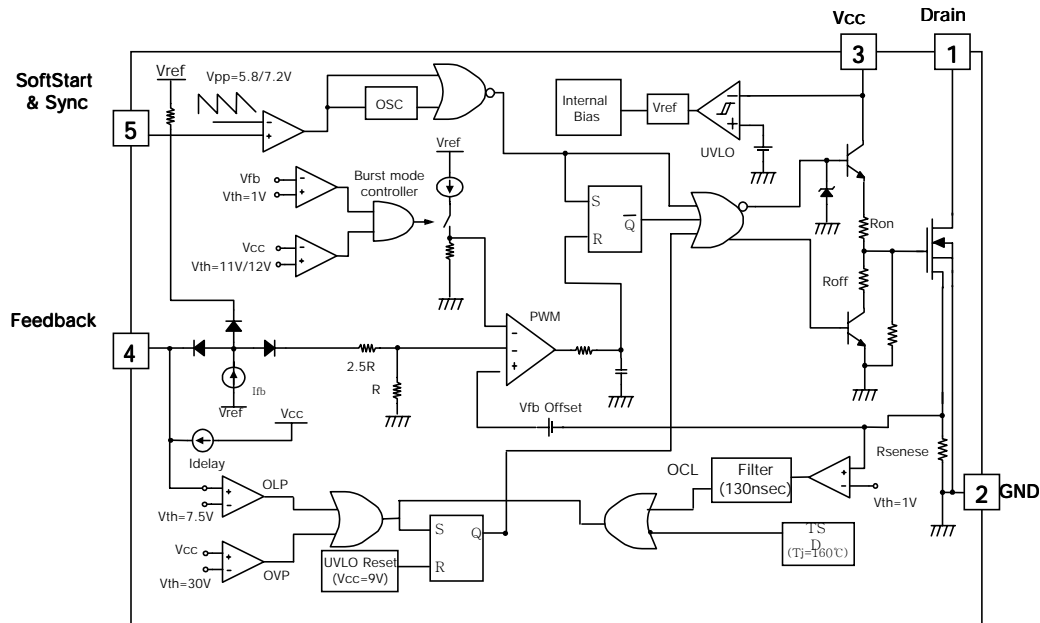 Vcc
Drain
3
1
SoftStart
& Sync
5
Vref
Vpp=5.8/7.2V
OSC
Internal
Bias
Vref
UVLO
Vfb
Vth=1V
Burst mode
controller
Vref
Vcc
Vth=11V/12V
S
R
Q
Ron
Roff
Feedback
4
PWM
2.5R
R
Ifb
Vref
Vfb Offset
Vcc
Idelay
Rsenese
OLP
Vth=7.5V
OCL
Filter
(130nsec)
Vth=1V
2
GND
Vcc
Vth=30V
OVP
UVLO Reset
(Vcc=9V)
S
R
Q
TS
D
(Tj=160℃)